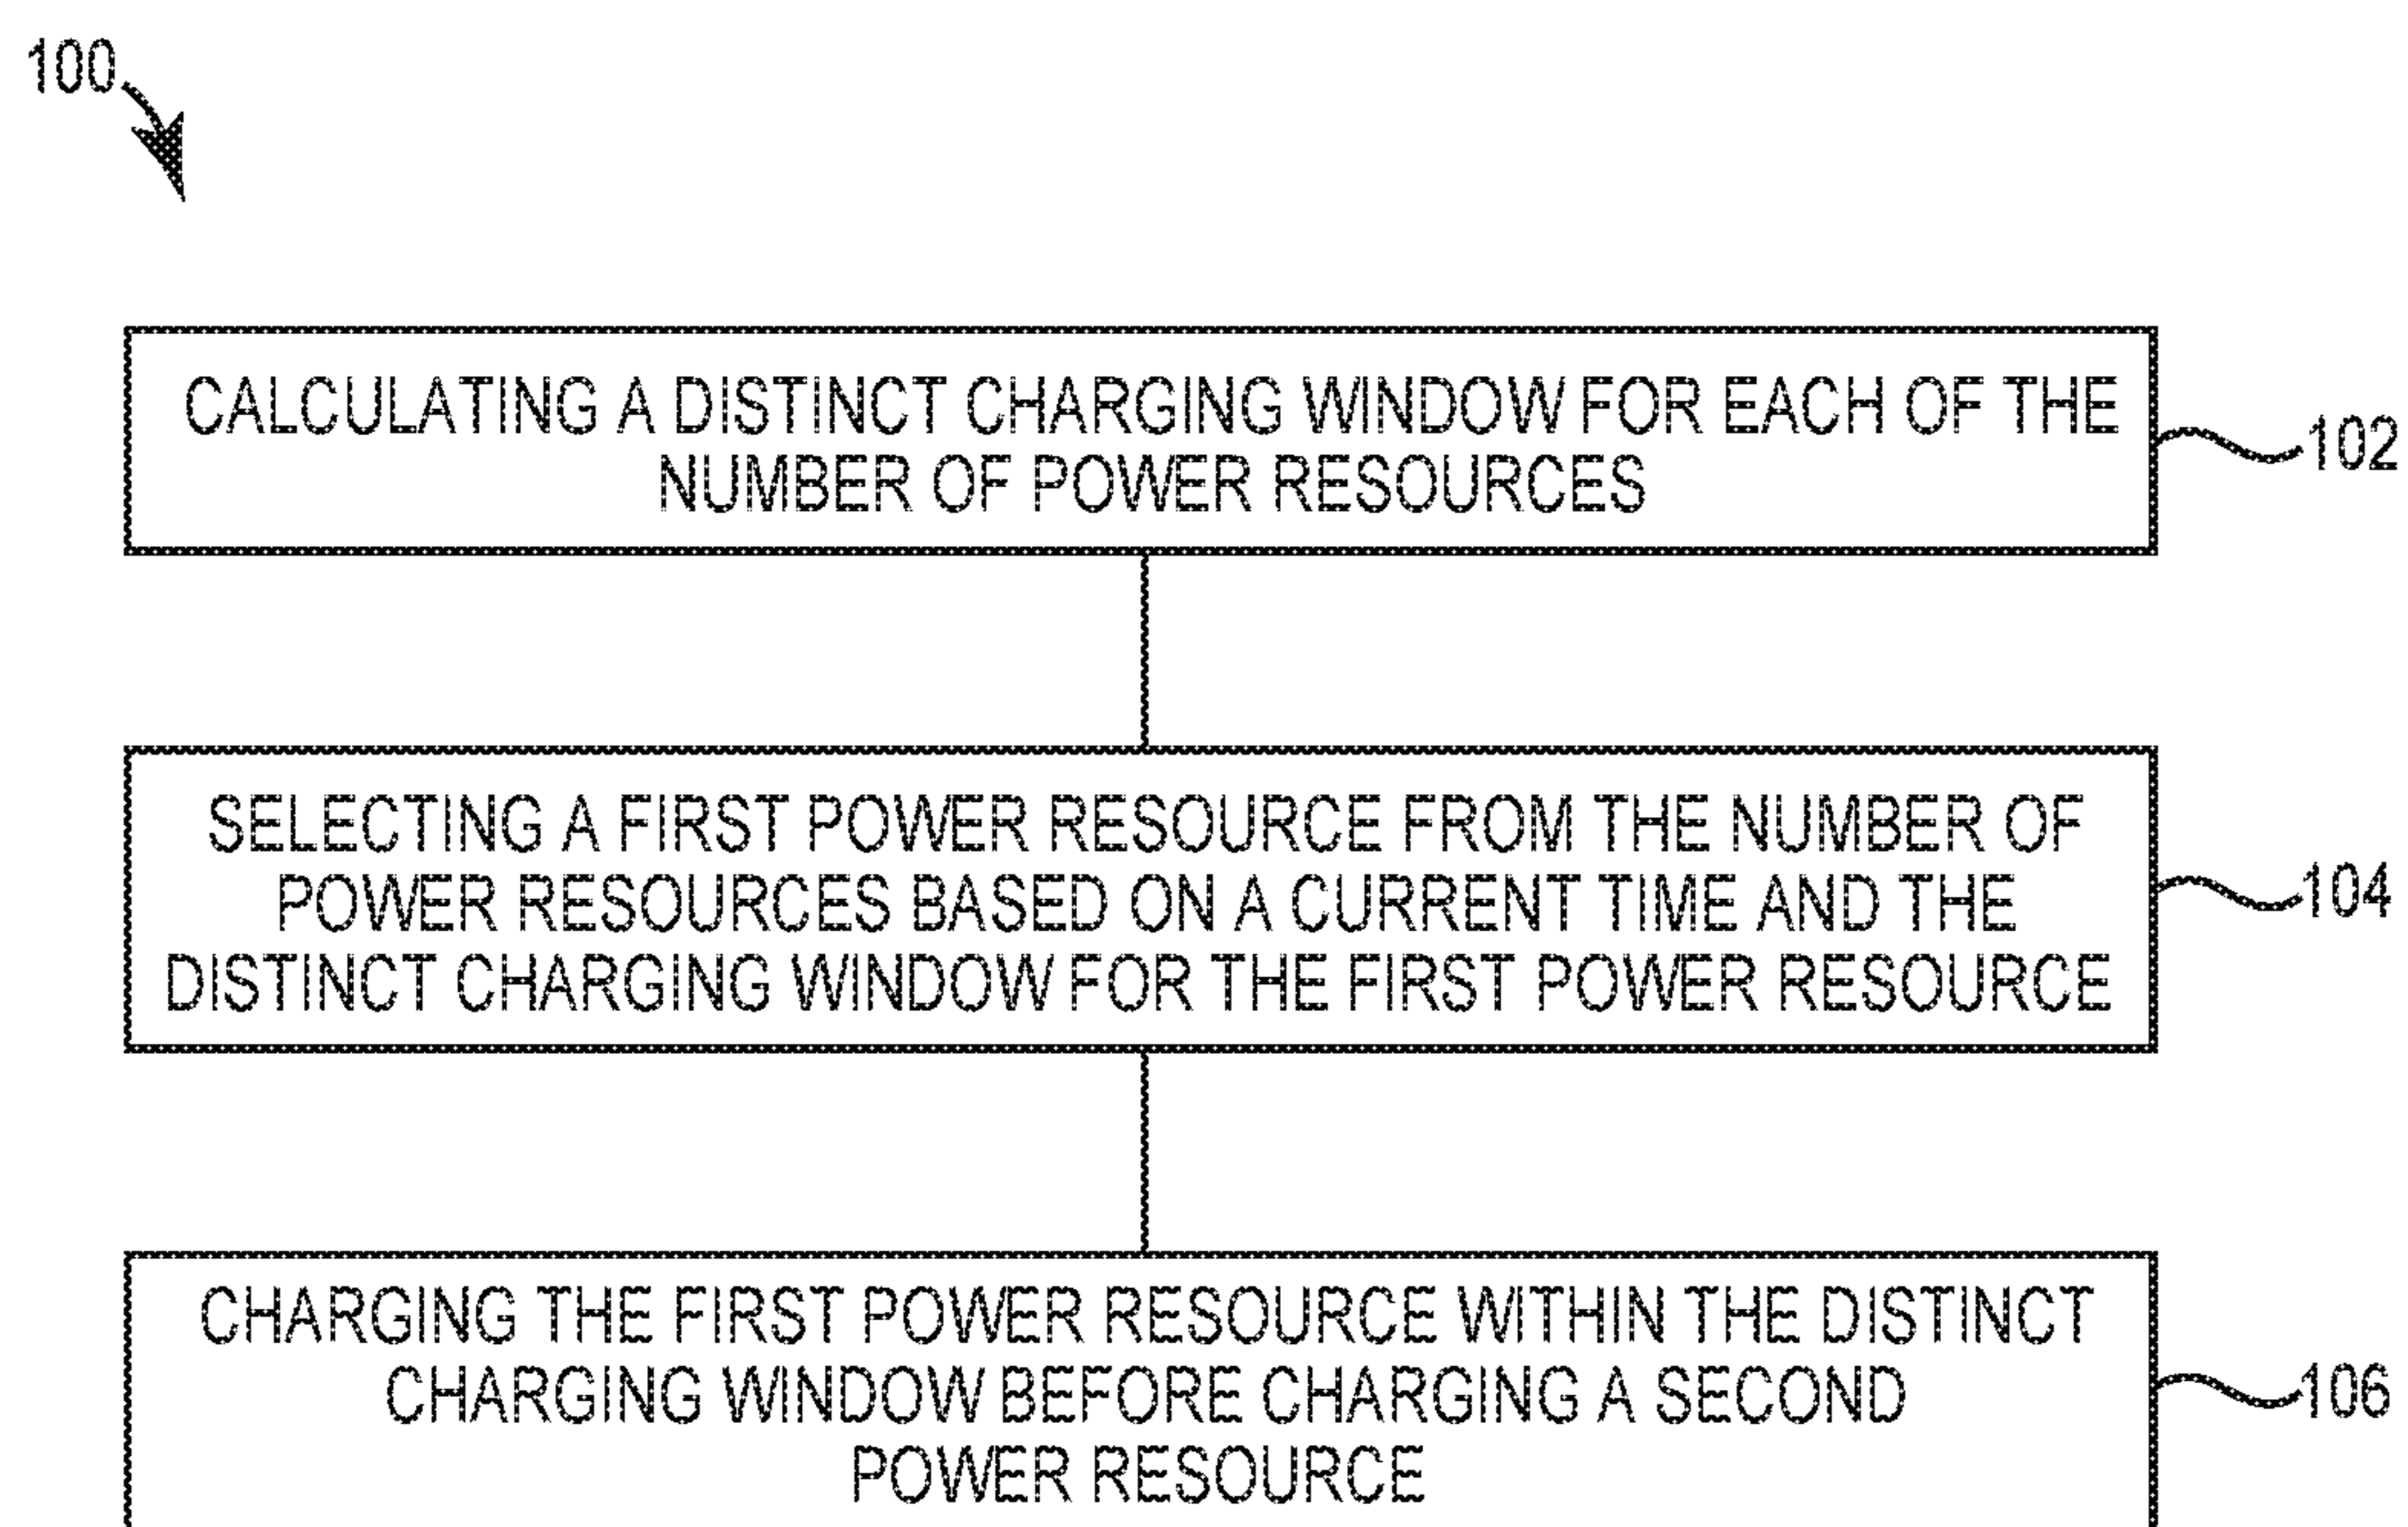 100
CALCULATING A DISTINCT CHARGING WINDOW FOR EACH OF THE
NUMBER OF POWER RESOURCES
102
SELECTING A FIRST POWER RESOURCE FROM THE NUMBER OF
POWER RESOURCES BASED ON A CURRENT TIME AND THE
DISTINCT CHARGING WINDOW FOR THE FIRST POWER RESOURCE
104
CHARGING THE FIRST POWER RESOURCE WITHIN THE DISTINCT
CHARGING WINDOW BEFORE CHARGING A SECOND
POWER RESOURCE
106